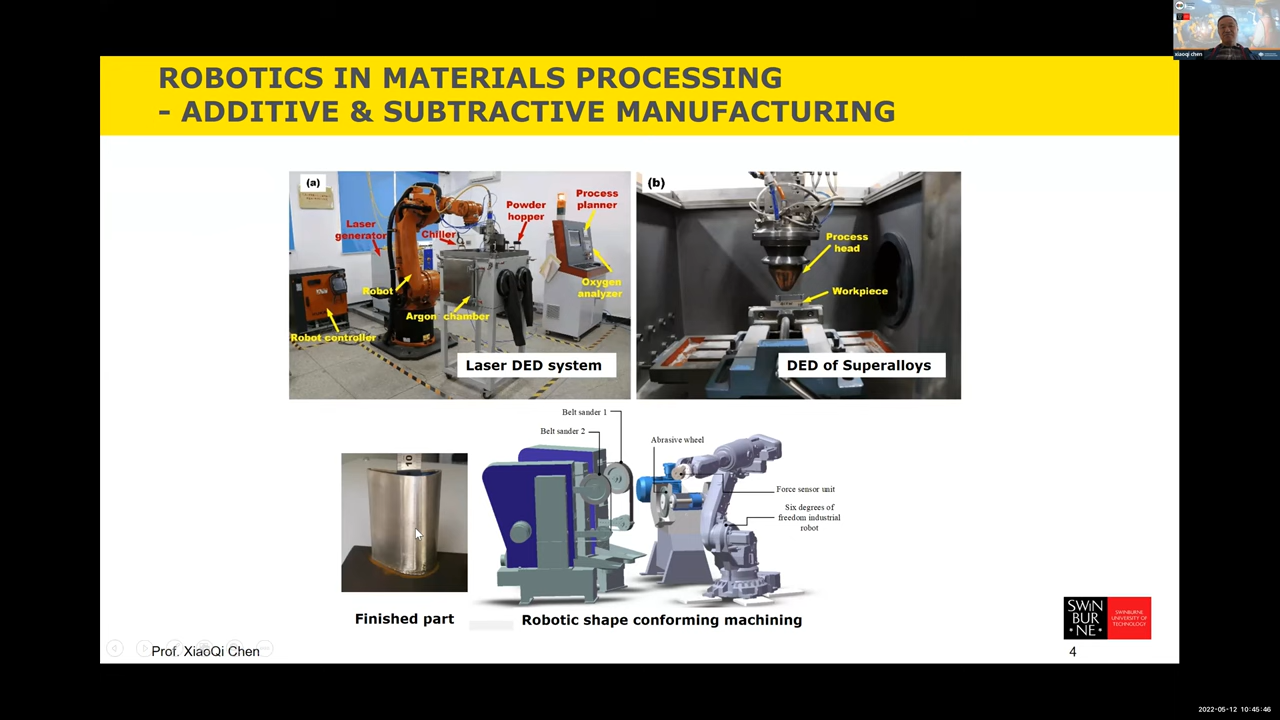 xiaoqi chen
ROBOTICS IN MATERIALS PROCESSING
- ADDITIVE & SUBTRACTIVE MANUFACTURING
(a)
Laser
generator
Chiller
Powder
hopper
Process
planner
Robot
Argon chamber
Oxygen
analyzer
Robot controller
Laser DED system
(b)
Process
head
Workpiece
DED of Superalloys
10
Finished part
Belt sander 1
Belt sander 2
Abrasive wheel
Force sensor unit
Six degrees of
freedom industrial
robot
Robotic shape conforming machining
SWIN
BUR
NE
SWINBURNE
UNIVERSITY OF
TECHNOLOGY
Prof. XiaoQi Chen
4
2022-05-12 10:45:46